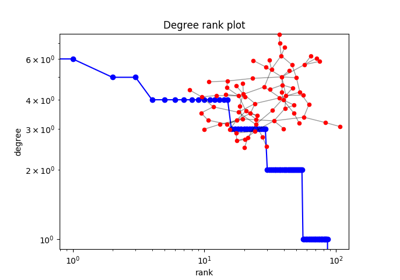 Degree rank plot
6 × 10⁰
4 × 10⁰
3 × 10⁰
2 × 10⁰
10⁰
degree
10⁰ 10¹ 10²
rank